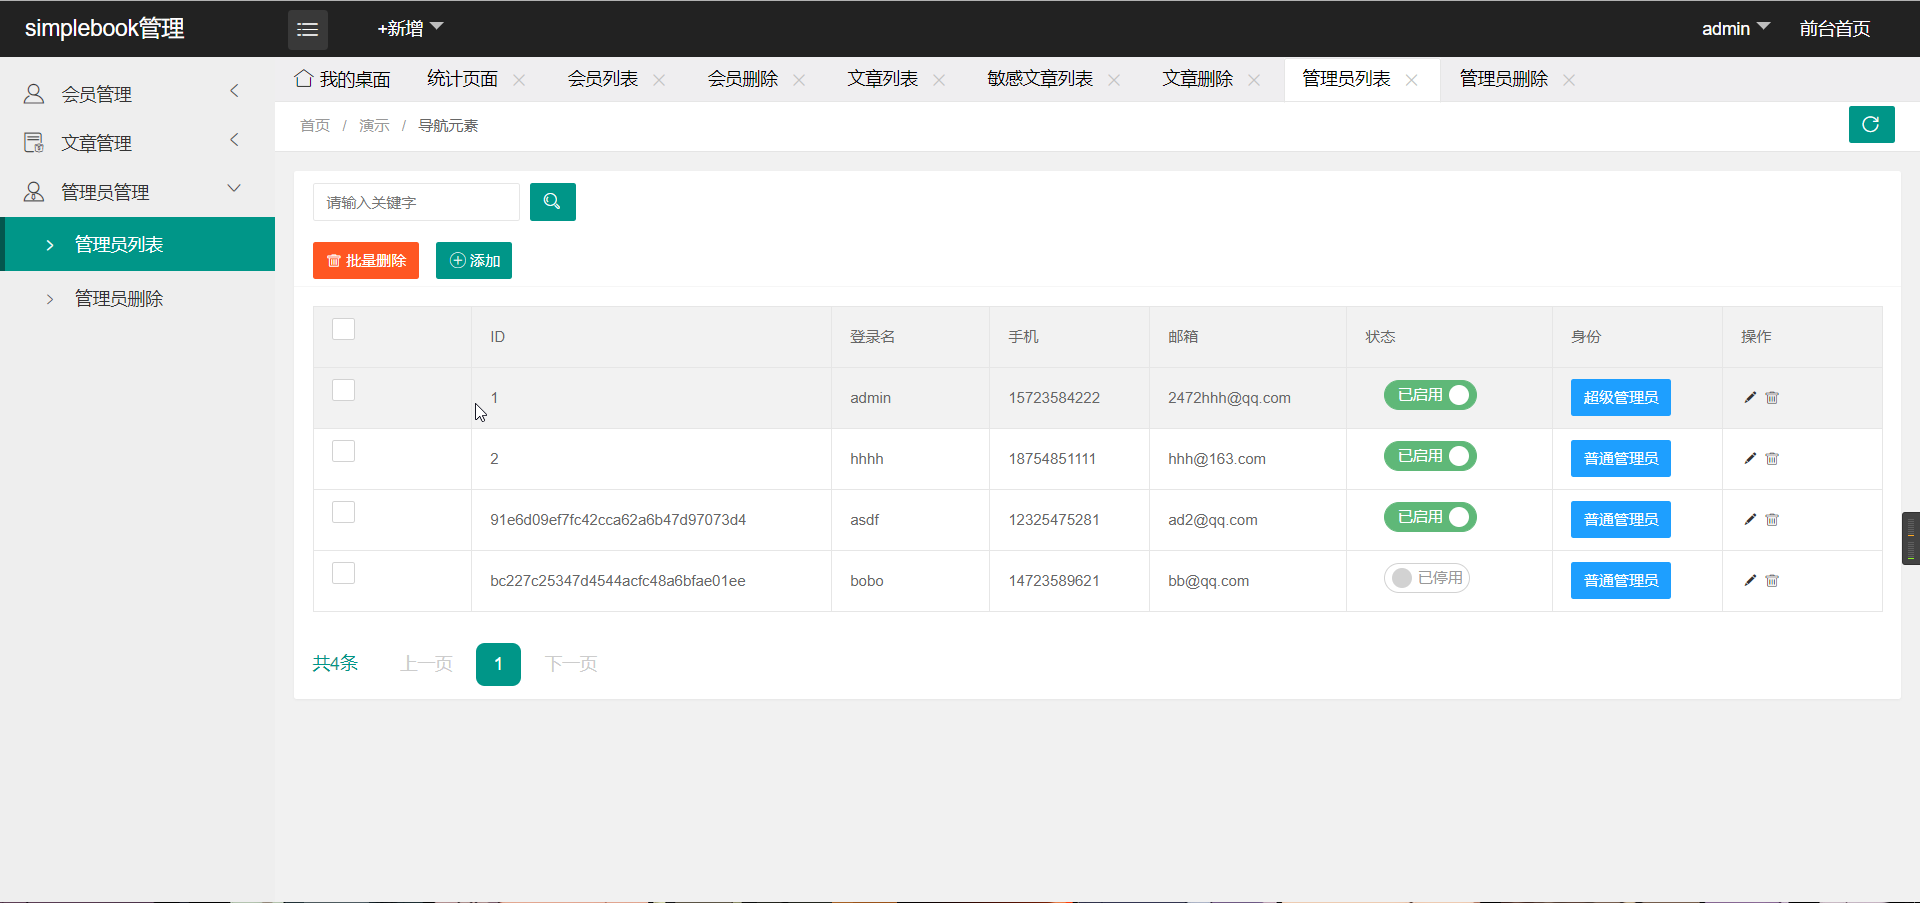 simplebook管理 +新增 admin 前台首页
我的桌面 统计页面 会员列表 会员删除 文章列表 敏感文章列表 文章删除 管理员列表 管理员删除
会员管理
文章管理
管理员管理
管理员列表
管理员删除
首页 / 演示 / 导航元素
请输入关键字
批量删除 添加
ID 登录名 手机 邮箱 状态 身份 操作
1 admin 15723584222 2472hhh@qq.com 已启用 超级管理员
2 hhhh 18754851111 hhh@163.com 已启用 普通管理员
91e6d09ef7fc42cca62a6b47d97073d4 asdf 12325475281 ad2@qq.com 已启用 普通管理员
bc227c25347d4544acfc48a6bfae01ee bobo 14723589621 bb@qq.com 已停用 普通管理员
共4条 上一页 1 下一页